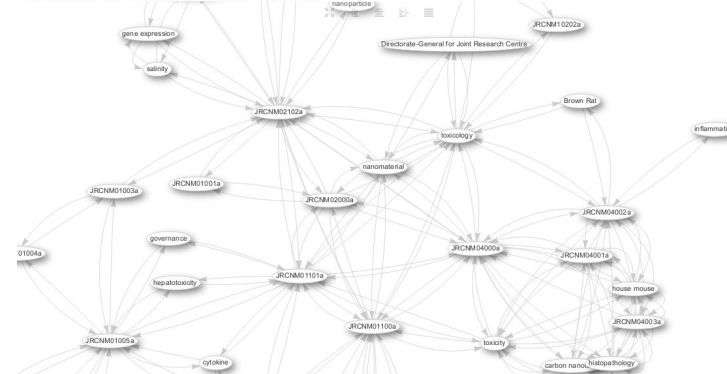 nanoparticle
JRCNM10202a
gene expression
Directorate-General for Joint Research Centre
salinity
Brown Rat
JRCNM02102a
toxicology
inflammati
nanomaterial
JRCNM01001a
JRCNM01003a
JRCNM02000a
JRCNM04002a
governance
JRCNM04000a
01004a
JRCNM04001a
JRCNM01101a
hepatotoxicity
house mouse
JRCNM04003a
JRCNM01100a
JRCNM01005a
toxicity
cytokine
carbon nanot
histopathology